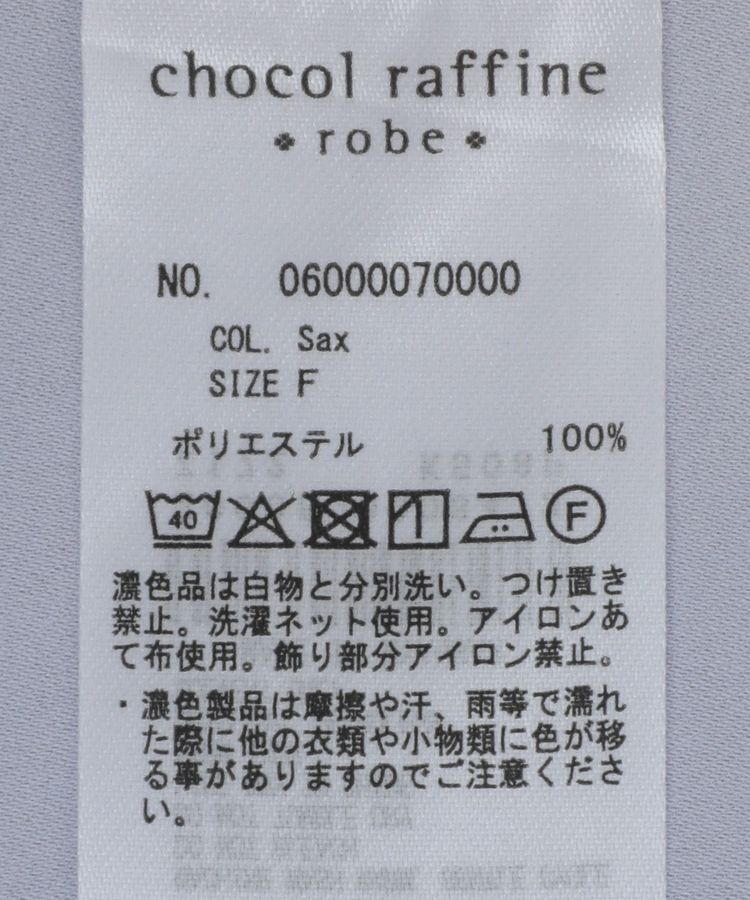 chocol raffine
robe
NO. 06000070000
COL. Sax
SIZE F
ポリエステル 100%
40 F
濃色品は白物と分別洗い。つけ置き
禁止。洗濯ネット使用。アイロンあ
て布使用。飾り部分アイロン禁止。
・濃色製品は摩擦や汗、雨等で濡れ
た際に他の衣類や小物類に色が移
る事がありますのでご注意くださ
い。